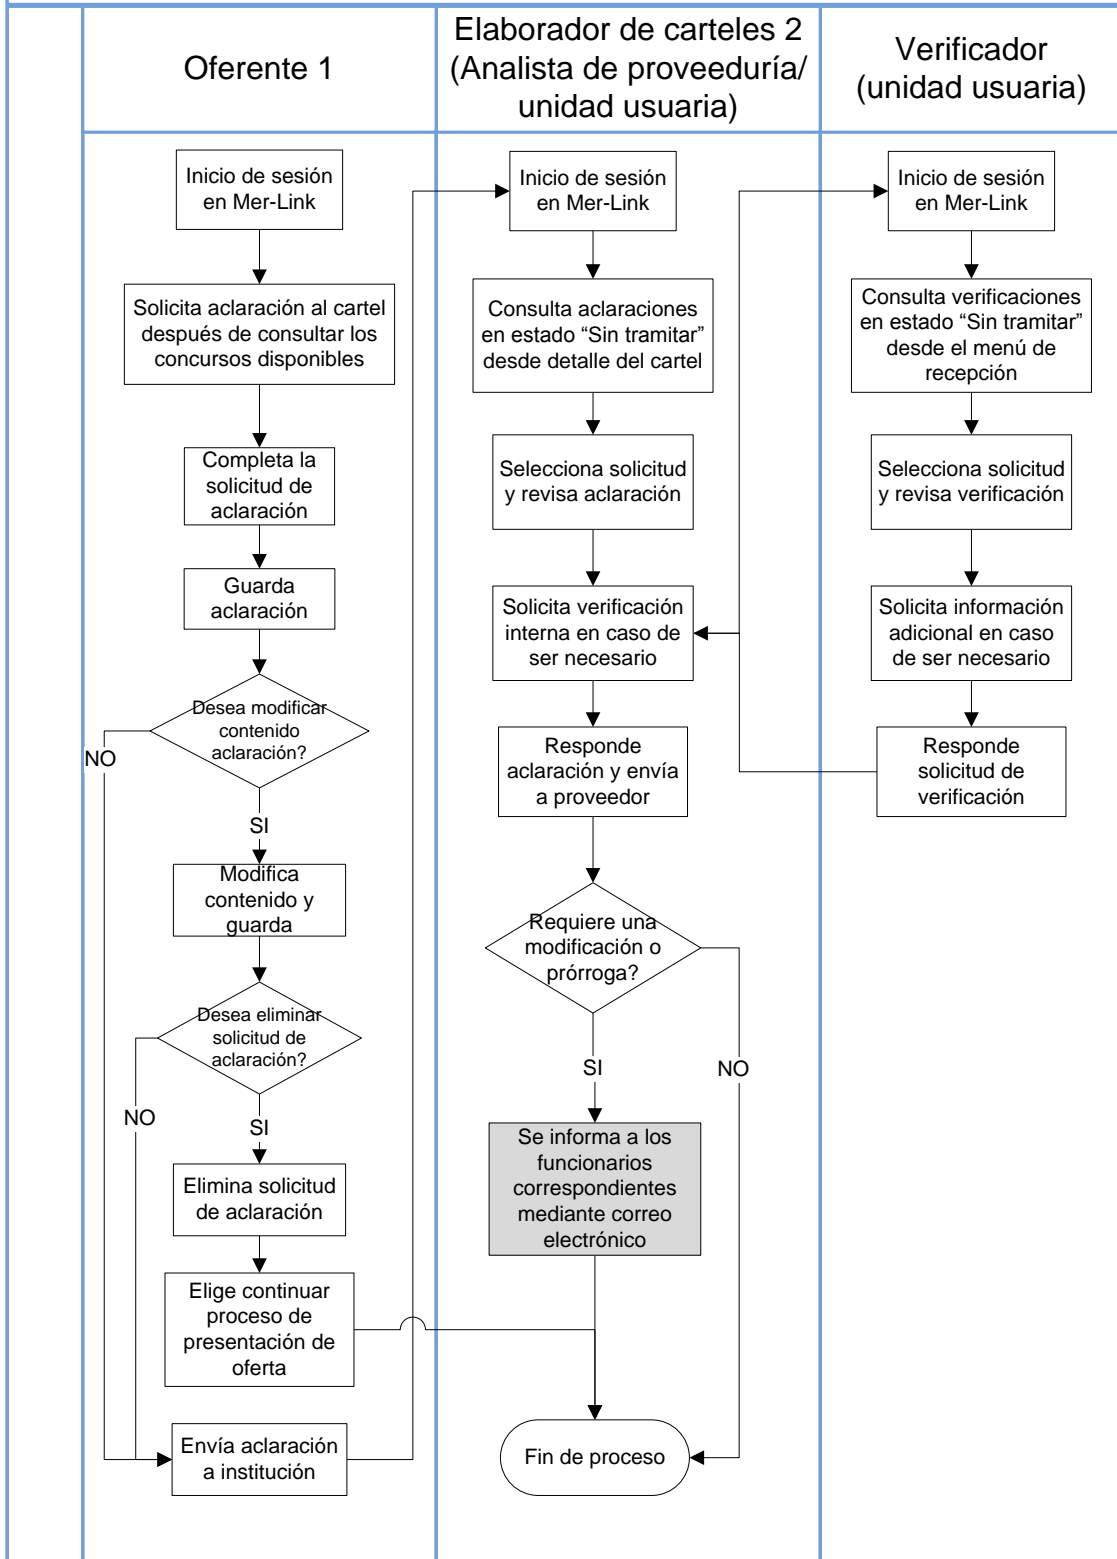 Oferente 1
Elaborador de carteles 2
(Analista de proveeduría/
unidad usuaria)
Verificador
(unidad usuaria)
Inicio de sesión
en Mer-Link
Solicita aclaración al cartel
después de consultar los
concursos disponibles
Completa la
solicitud de
aclaración
Guarda
aclaración
Desea modificar
contenido
aclaración?
NO
SI
Modifica
contenido y
guarda
Desea eliminar
solicitud de
aclaración?
NO
SI
Elimina solicitud
de aclaración
Elige continuar
proceso de
presentación de
oferta
Envía aclaración
a institución
Inicio de sesión
en Mer-Link
Consulta aclaraciones
en estado “Sin tramitar”
desde detalle del cartel
Selecciona solicitud
y revisa aclaración
Solicita verificación
interna en caso de
ser necesario
Responde
aclaración y envía
a proveedor
Requiere una
modificación o
prórroga?
SI
NO
Se informa a los
funcionarios
correspondientes
mediante correo
electrónico
Fin de proceso
Inicio de sesión
en Mer-Link
Consulta verificaciones
en estado “Sin tramitar”
desde el menú de
recepción
Selecciona solicitud
y revisa verificación
Solicita información
adicional en caso
de ser necesario
Responde
solicitud de
verificación